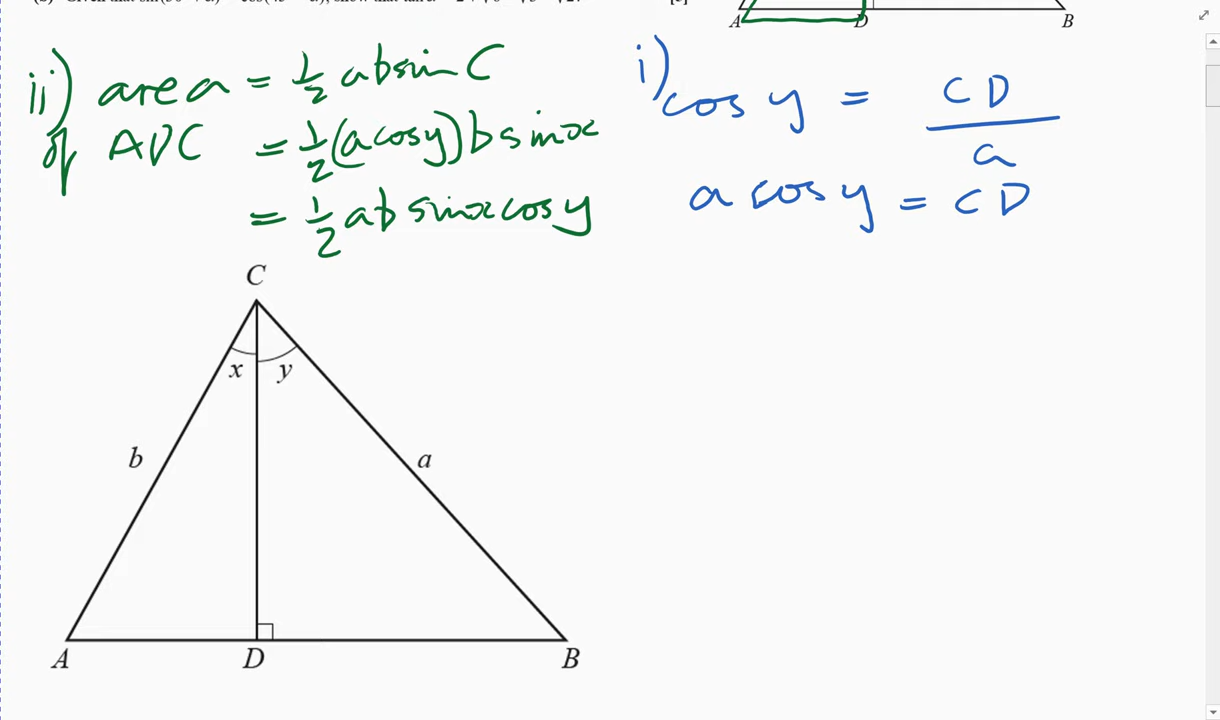 A D B
ii) area = 1/2 ab sin C
of ADC = 1/2 (a cos y) b sin x
= 1/2 ab sin x cos y
i) cos y = CD / a
a cos y = CD
C
x y
b a
A D B